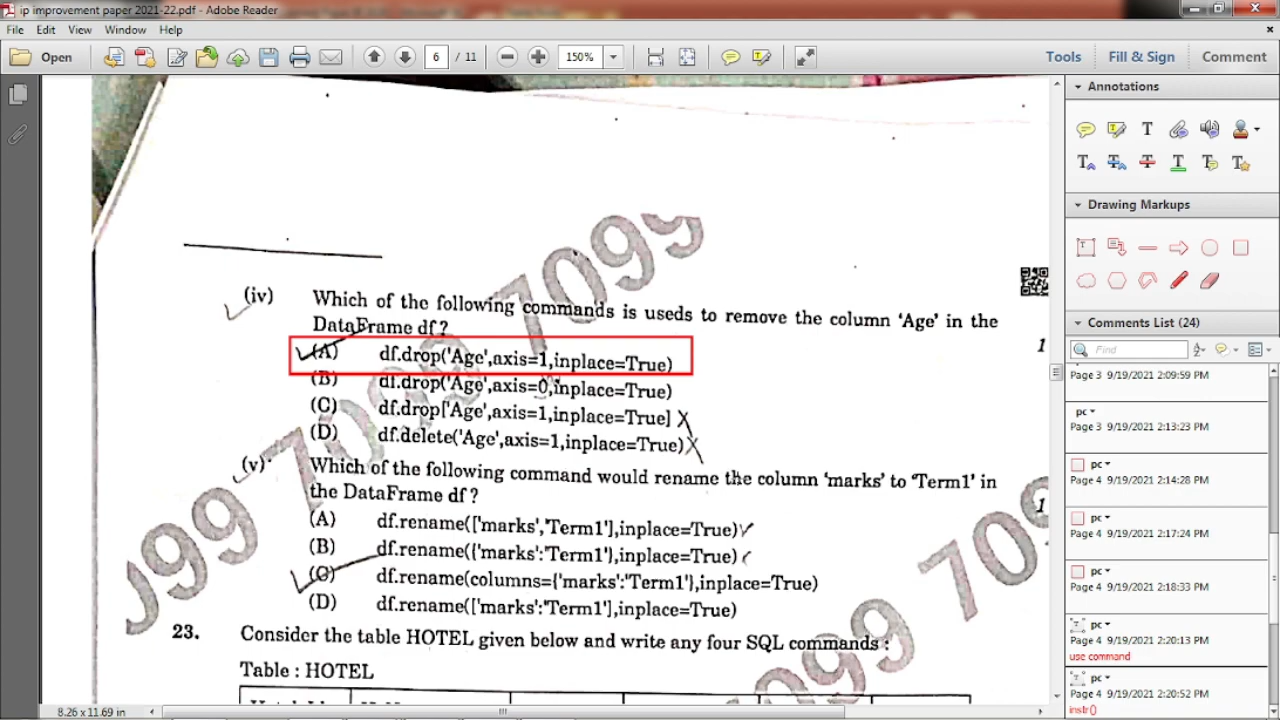 ip improvement paper 2021-22.pdf - Adobe Reader
File Edit View Window Help
Open 6 / 11 150% Tools Fill & Sign Comment
Annotations
Drawing Markups
Comments List (24)
Find
Page 3 9/19/2021 2:09:59 PM
pc
Page 3 9/19/2021 2:13:23 PM
pc
Page 4 9/19/2021 2:14:28 PM
pc
Page 4 9/19/2021 2:17:24 PM
pc
Page 4 9/19/2021 2:18:33 PM
pc
Page 4 9/19/2021 2:20:13 PM
use command
pc
Page 4 9/19/2021 2:20:52 PM
instr()
(iv) Which of the following commands is useds to remove the column 'Age' in the
DataFrame df ? 1
(A) df.drop('Age',axis=1,inplace=True)
(B) df.drop('Age',axis=0,inplace=True)
(C) df.drop['Age',axis=1,inplace=True]
(D) df.delete('Age',axis=1,inplace=True)
(v) Which of the following command would rename the column 'marks' to 'Term1' in
the DataFrame df ? 1
(A) df.rename(['marks','Term1'],inplace=True)
(B) df.rename({'marks':'Term1'},inplace=True)
(C) df.rename(columns={'marks':'Term1'},inplace=True)
(D) df.rename(['marks':'Term1'],inplace=True)
23. Consider the table HOTEL given below and write any four SQL commands :
Table : HOTEL
7099 7099 7099
7099 7099
8.26 x 11.69 in